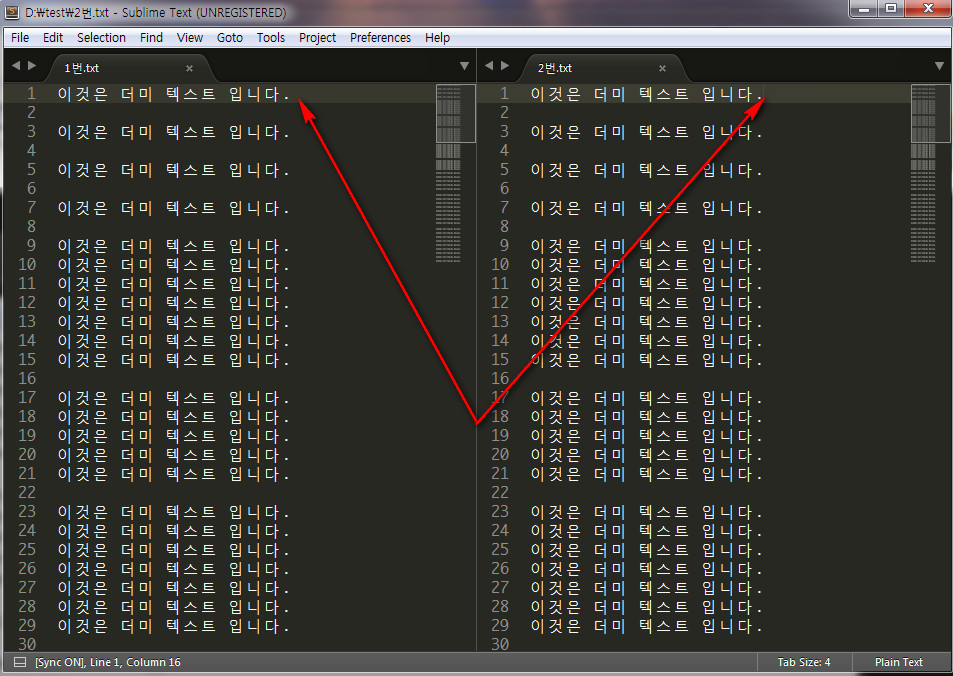 D:\test\2번.txt - Sublime Text (UNREGISTERED)
File Edit Selection Find View Goto Tools Project Preferences Help
1번.txt
1 이것은 더미 텍스트 입니다.
2
3 이것은 더미 텍스트 입니다.
4
5 이것은 더미 텍스트 입니다.
6
7 이것은 더미 텍스트 입니다.
8
9 이것은 더미 텍스트 입니다.
10 이것은 더미 텍스트 입니다.
11 이것은 더미 텍스트 입니다.
12 이것은 더미 텍스트 입니다.
13 이것은 더미 텍스트 입니다.
14 이것은 더미 텍스트 입니다.
15 이것은 더미 텍스트 입니다.
16
17 이것은 더미 텍스트 입니다.
18 이것은 더미 텍스트 입니다.
19 이것은 더미 텍스트 입니다.
20 이것은 더미 텍스트 입니다.
21 이것은 더미 텍스트 입니다.
22
23 이것은 더미 텍스트 입니다.
24 이것은 더미 텍스트 입니다.
25 이것은 더미 텍스트 입니다.
26 이것은 더미 텍스트 입니다.
27 이것은 더미 텍스트 입니다.
28 이것은 더미 텍스트 입니다.
29 이것은 더미 텍스트 입니다.
30
2번.txt
1 이것은 더미 텍스트 입니다.
2
3 이것은 더미 텍스트 입니다.
4
5 이것은 더미 텍스트 입니다.
6
7 이것은 더미 텍스트 입니다.
8
9 이것은 더미 텍스트 입니다.
10 이것은 더미 텍스트 입니다.
11 이것은 더미 텍스트 입니다.
12 이것은 더미 텍스트 입니다.
13 이것은 더미 텍스트 입니다.
14 이것은 더미 텍스트 입니다.
15 이것은 더미 텍스트 입니다.
16
17 이것은 더미 텍스트 입니다.
18 이것은 더미 텍스트 입니다.
19 이것은 더미 텍스트 입니다.
20 이것은 더미 텍스트 입니다.
21 이것은 더미 텍스트 입니다.
22
23 이것은 더미 텍스트 입니다.
24 이것은 더미 텍스트 입니다.
25 이것은 더미 텍스트 입니다.
26 이것은 더미 텍스트 입니다.
27 이것은 더미 텍스트 입니다.
28 이것은 더미 텍스트 입니다.
29 이것은 더미 텍스트 입니다.
30
[Sync ON], Line 1, Column 16 Tab Size: 4 Plain Text